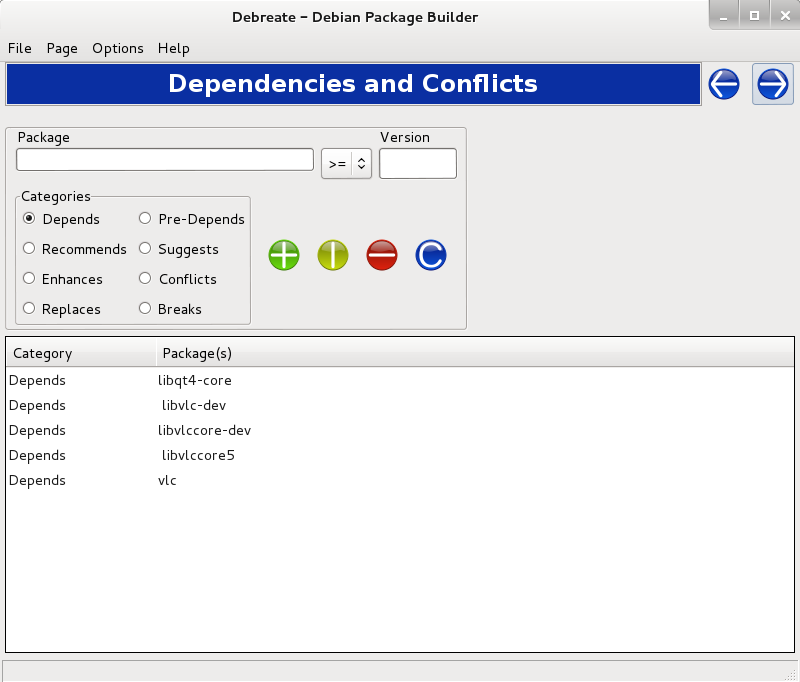 Debreate – Debian Package Builder
File Page Options Help
Dependencies and Conflicts
Package Version
>=
Categories
Depends Pre-Depends
Recommends Suggests
Enhances Conflicts
Replaces Breaks
C
Category Package(s)
Depends libqt4-core
Depends libvlc-dev
Depends libvlccore-dev
Depends libvlccore5
Depends vlc